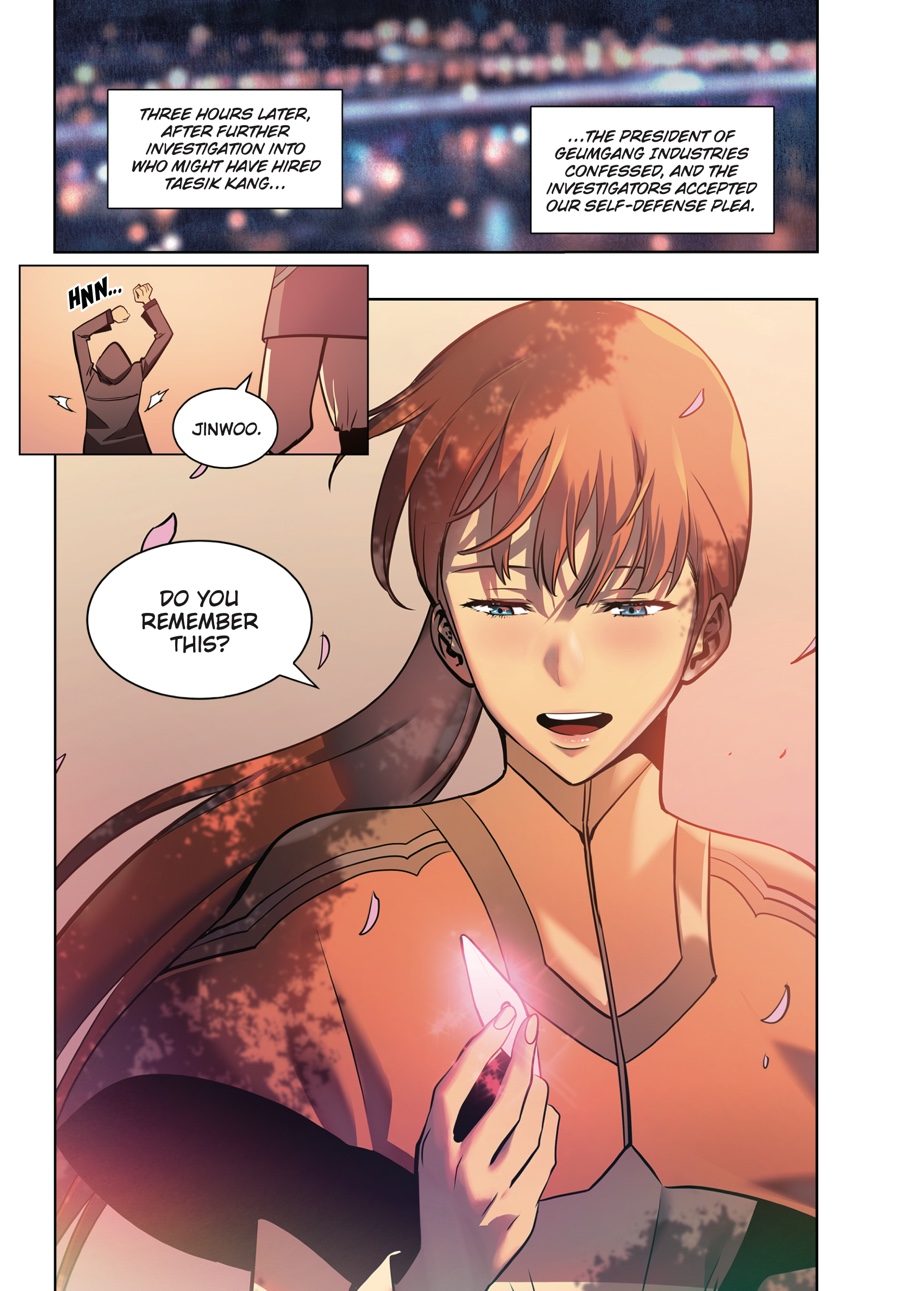 THREE HOURS LATER,
AFTER FURTHER
INVESTIGATION INTO
WHO MIGHT HAVE HIRED
TAESIK KANG...
...THE PRESIDENT OF
GEUMGANG INDUSTRIES
CONFESSED, AND THE
INVESTIGATORS ACCEPTED
OUR SELF-DEFENSE PLEA.
HNN...
JINWOO.
DO YOU
REMEMBER
THIS?